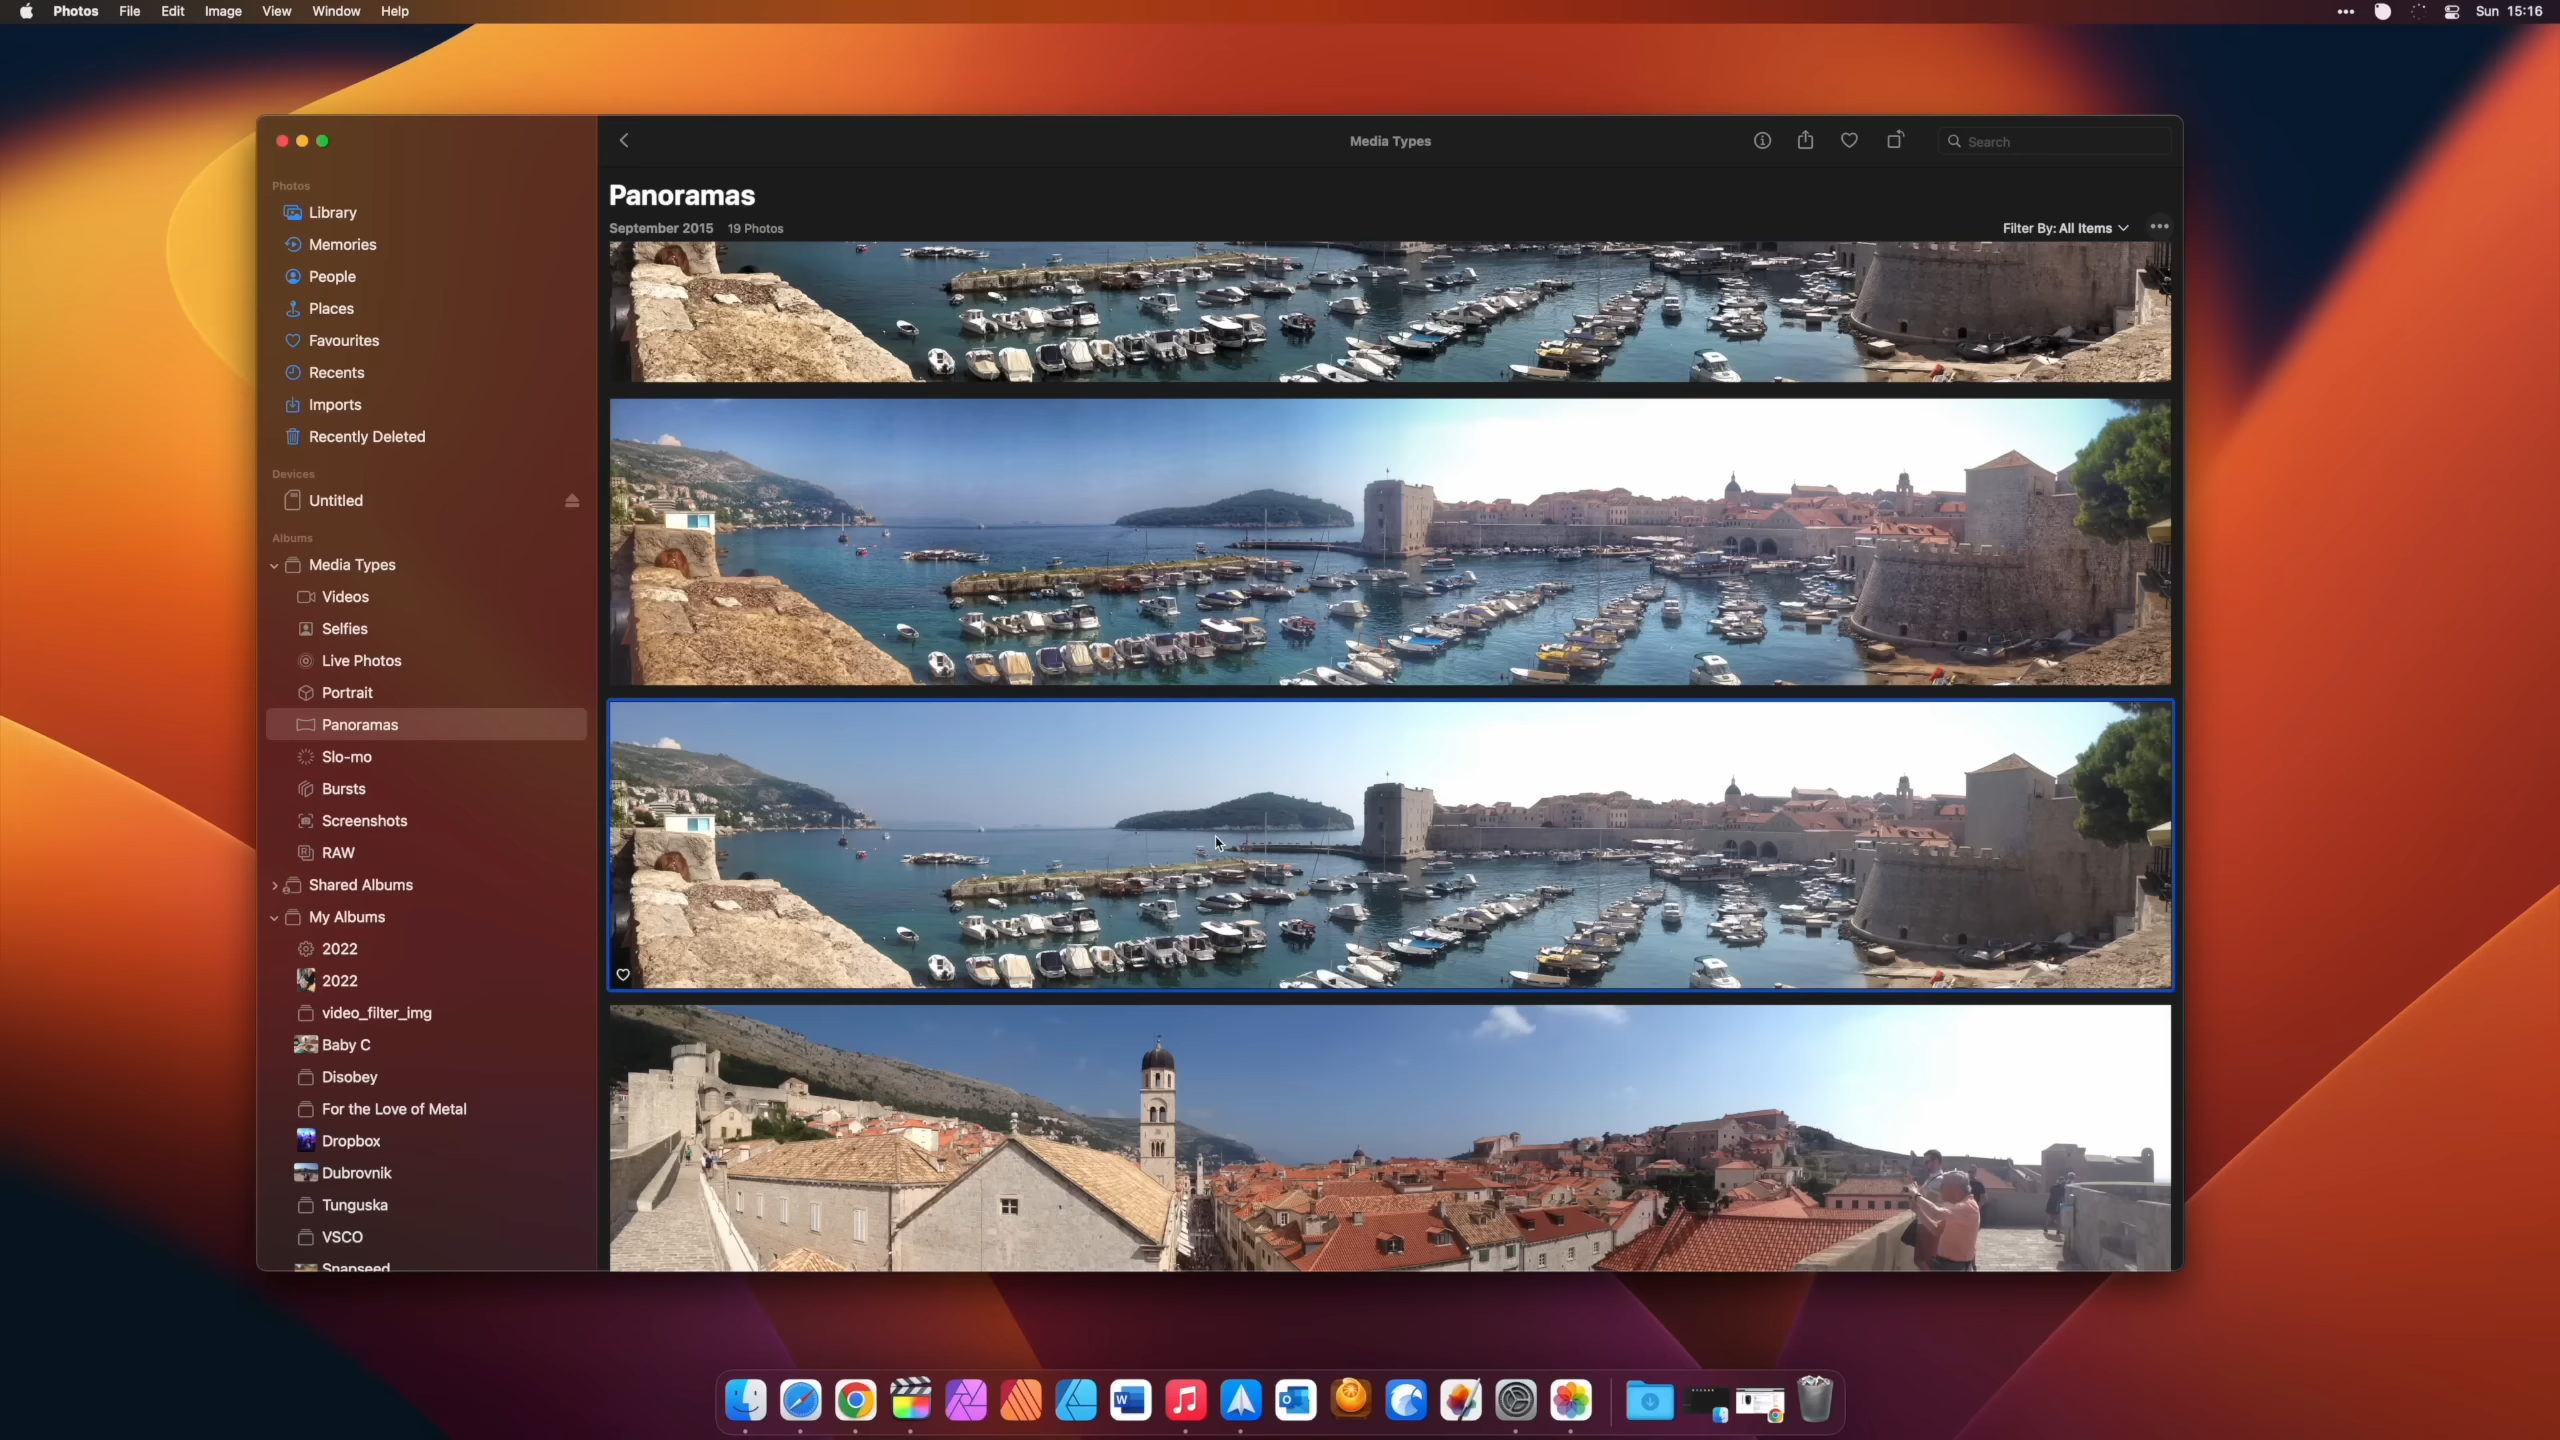 Photos File Edit Image View Window Help
Sun 15:16
Media Types
Search
Photos
Library
Memories
People
Places
Favourites
Recents
Imports
Recently Deleted
Devices
Untitled
Albums
Media Types
Videos
Selfies
Live Photos
Portrait
Panoramas
Slo-mo
Bursts
Screenshots
RAW
Shared Albums
My Albums
2022
2022
video_filter_img
Baby C
Disobey
For the Love of Metal
Dropbox
Dubrovnik
Tunguska
VSCO
Snapseed
Panoramas
September 2015 19 Photos
Filter By: All Items